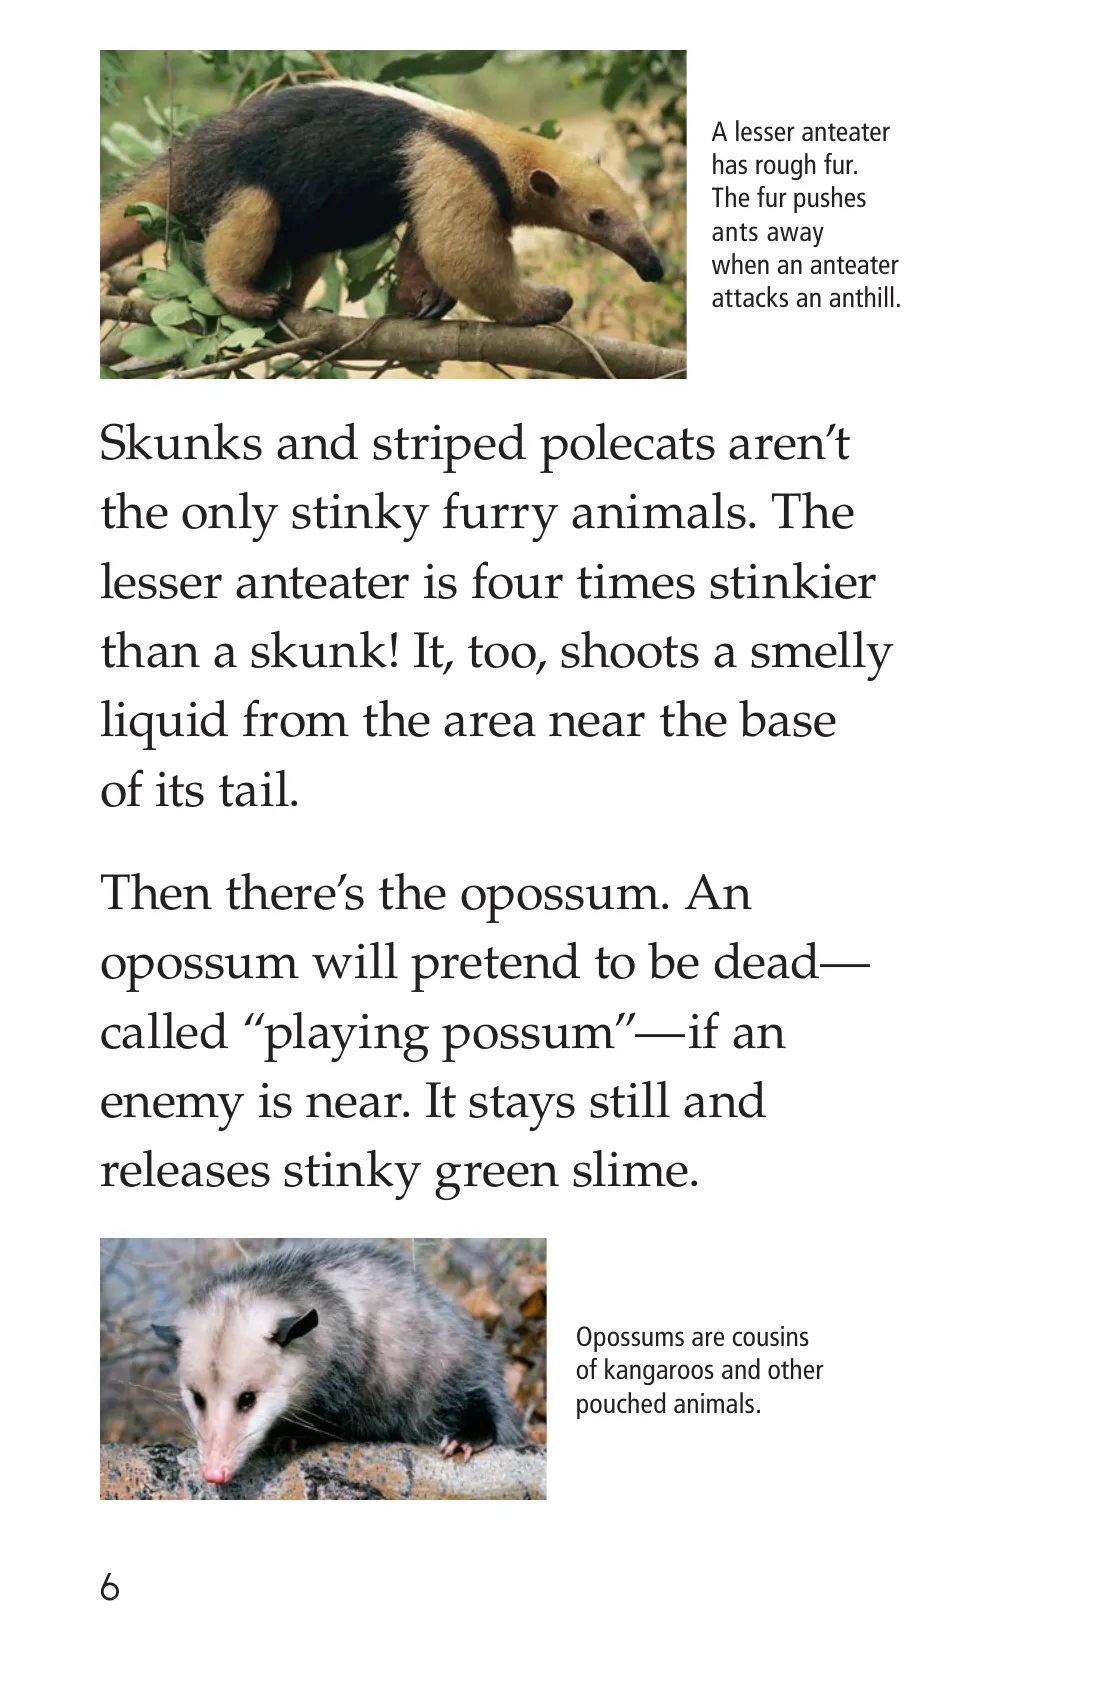 A lesser anteater
has rough fur.
The fur pushes
ants away
when an anteater
attacks an anthill.
Skunks and striped polecats aren’t
the only stinky furry animals. The
lesser anteater is four times stinkier
than a skunk! It, too, shoots a smelly
liquid from the area near the base
of its tail.
Then there’s the opossum. An
opossum will pretend to be dead—
called “playing possum”—if an
enemy is near. It stays still and
releases stinky green slime.
Opossums are cousins
of kangaroos and other
pouched animals.
6